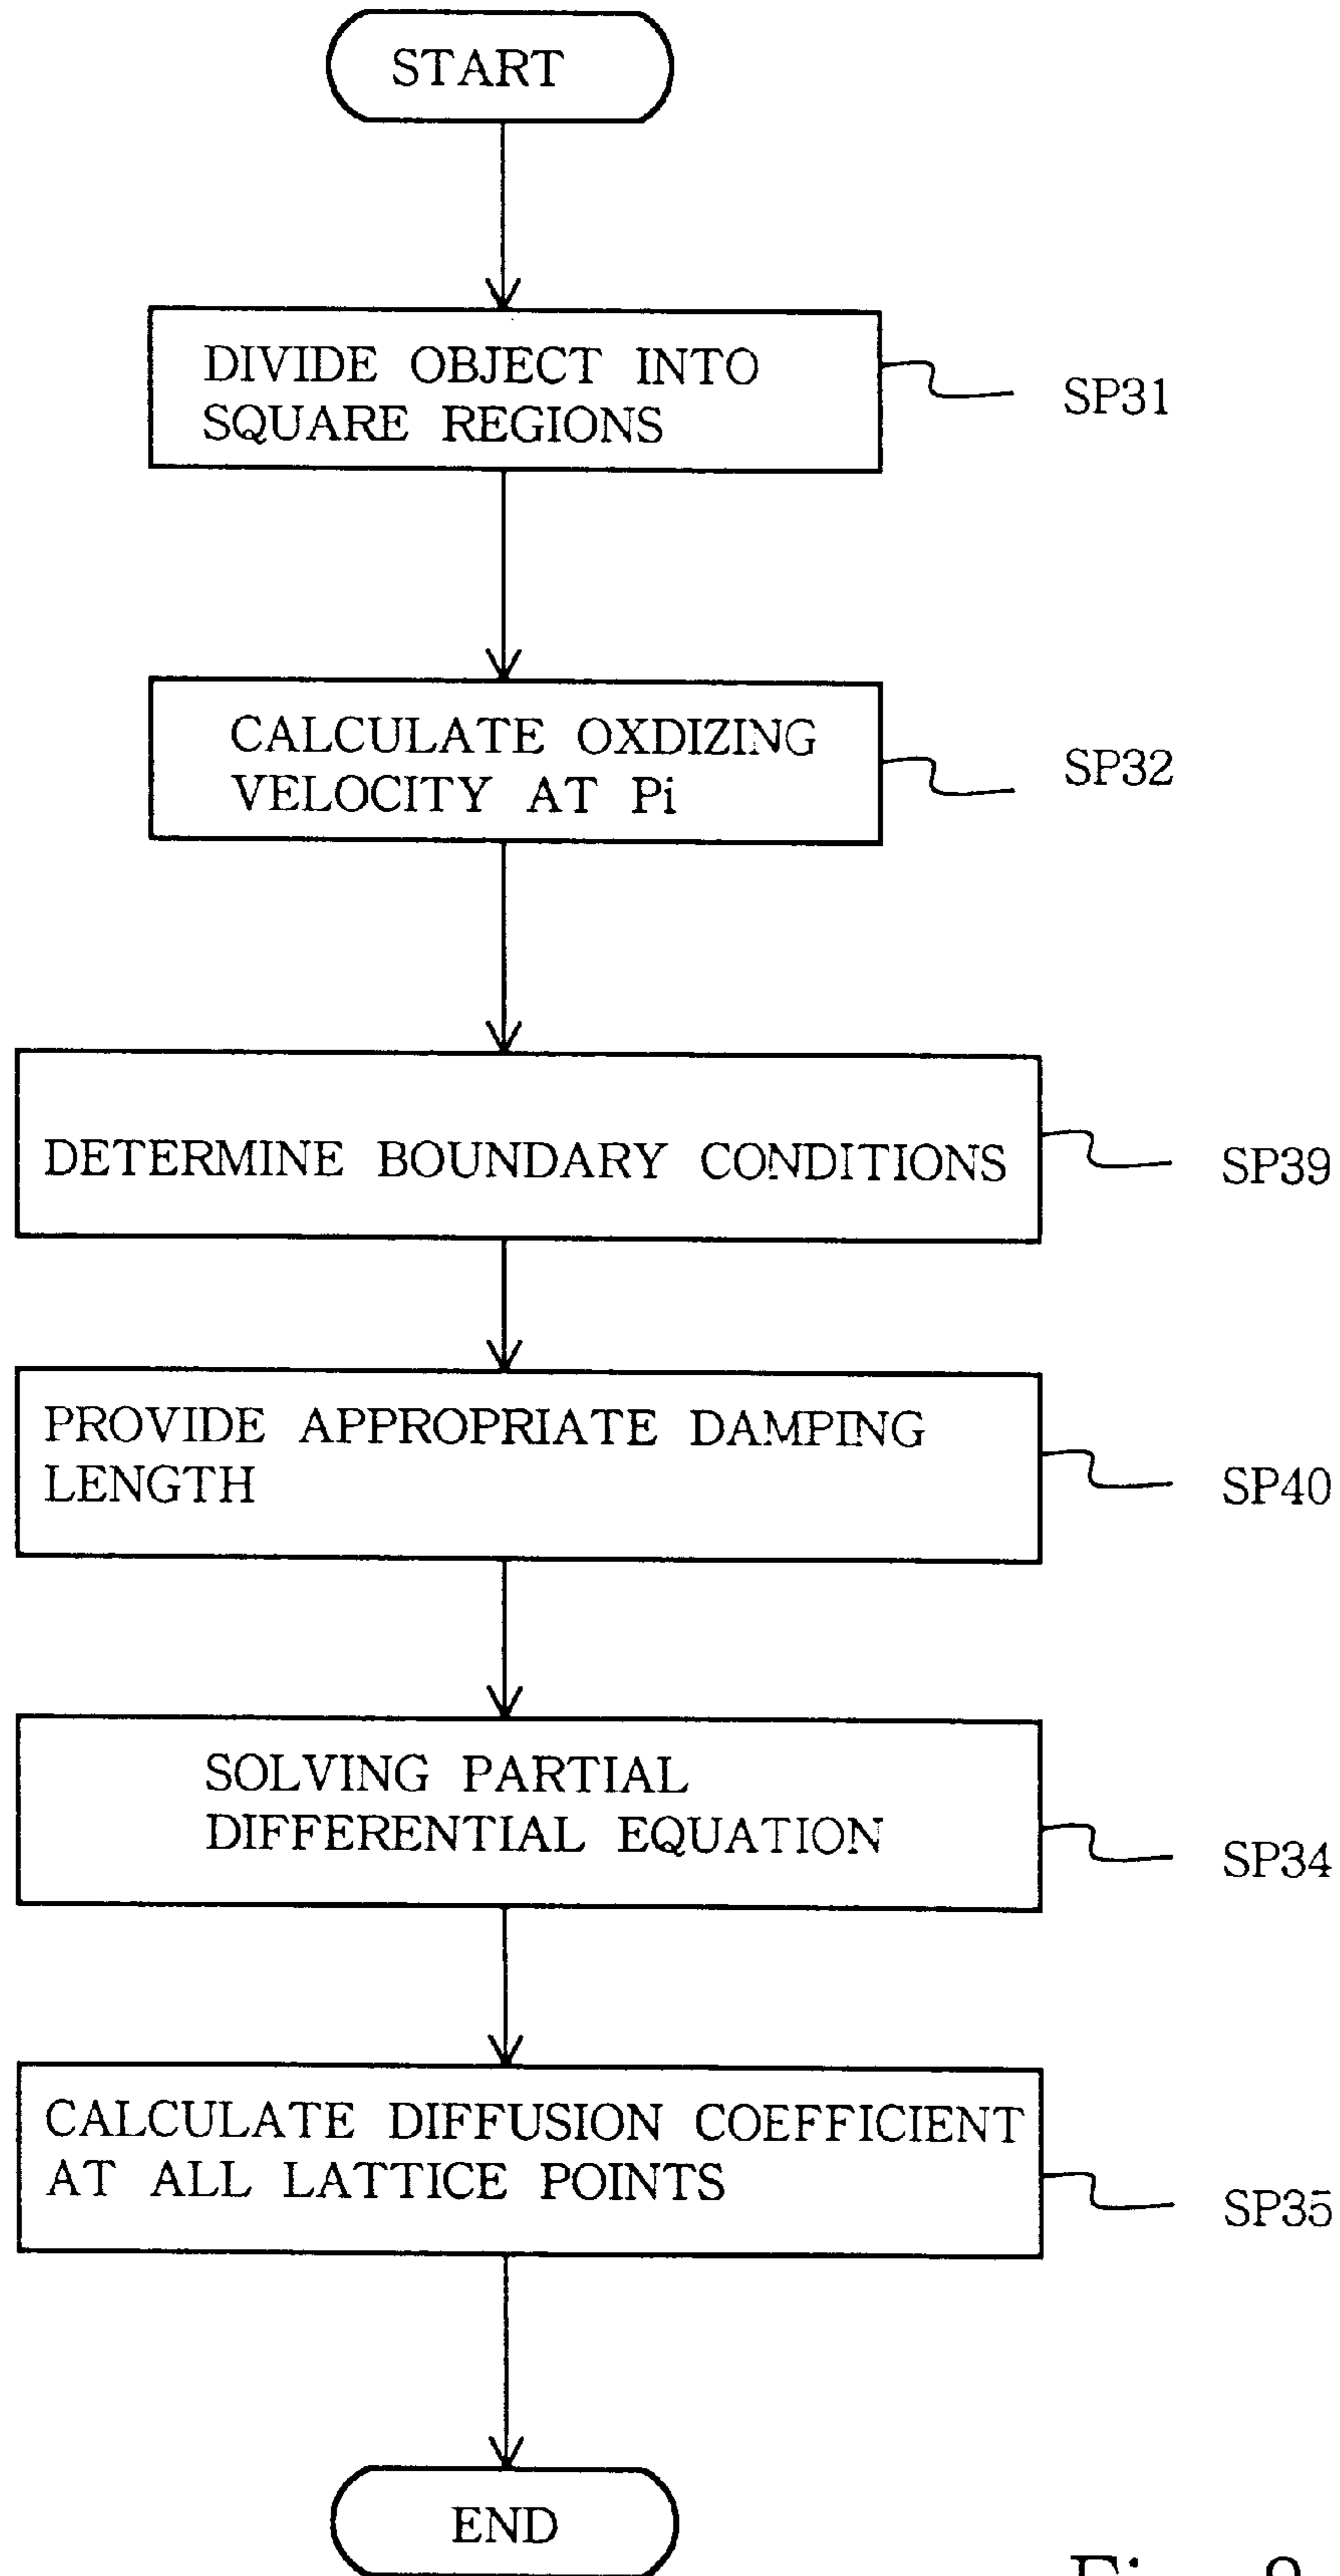 START
DIVIDE OBJECT INTO
SQUARE REGIONS
SP31
CALCULATE OXDIZING
VELOCITY AT Pi
SP32
DETERMINE BOUNDARY CONDITIONS
SP39
PROVIDE APPROPRIATE DAMPING
LENGTH
SP40
SOLVING PARTIAL
DIFFERENTIAL EQUATION
SP34
CALCULATE DIFFUSION COEFFICIENT
AT ALL LATTICE POINTS
SP35
END